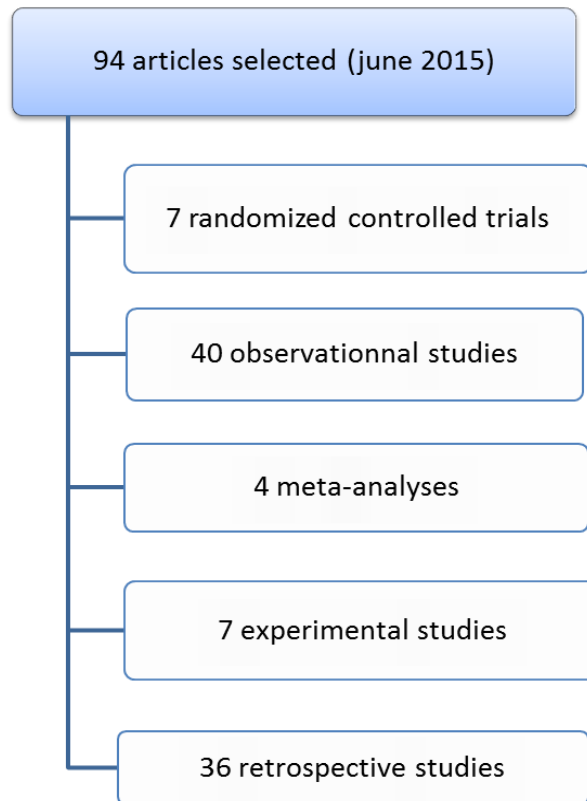 94 articles selected (june 2015)
7 randomized controlled trials
40 observationnal studies
4 meta-analyses
7 experimental studies
36 retrospective studies